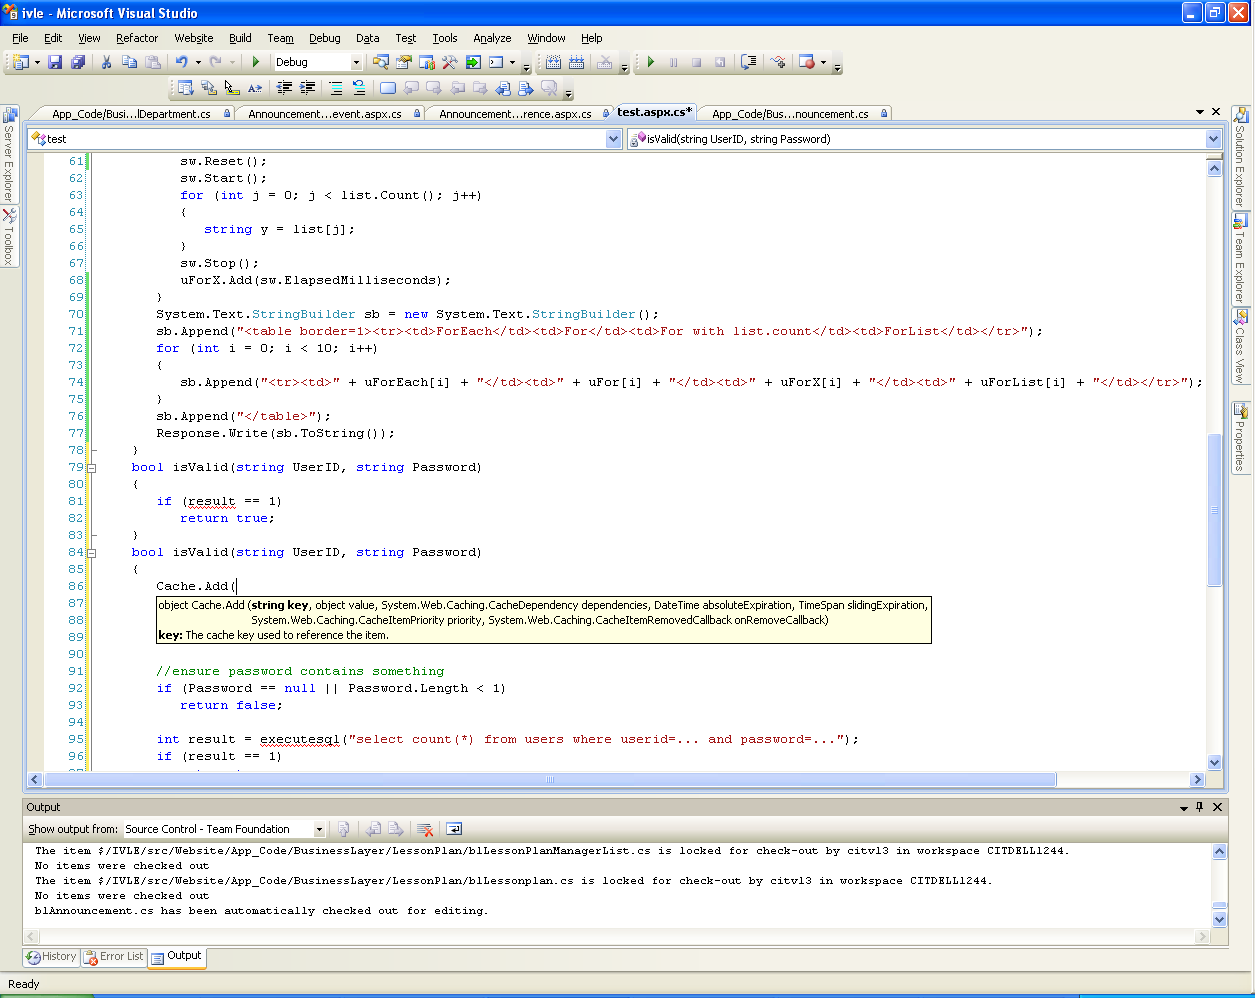 ivle - Microsoft Visual Studio
File Edit View Refactor Website Build Team Debug Data Test Tools Analyze Window Help
Debug
App_Code/Busi...lDepartment.cs Announcement...event.aspx.cs Announcement...rence.aspx.cs test.aspx.cs* App_Code/Bus...nouncement.cs
test isValid(string UserID, string Password)
Server Explorer
Toolbox
61 sw.Reset();
62 sw.Start();
63 for (int j = 0; j < list.Count(); j++)
64 {
65 string y = list[j];
66 }
67 sw.Stop();
68 uForX.Add(sw.ElapsedMilliseconds);
69 }
70 System.Text.StringBuilder sb = new System.Text.StringBuilder();
71 sb.Append("<table border=1><tr><td>ForEach</td><td>For</td><td>For with list.count</td><td>ForList</td></tr>");
72 for (int i = 0; i < 10; i++)
73 {
74 sb.Append("<tr><td>" + uForEach[i] + "</td><td>" + uFor[i] + "</td><td>" + uForX[i] + "</td><td>" + uForList[i] + "</td></tr>");
75 }
76 sb.Append("</table>");
77 Response.Write(sb.ToString());
78 }
79 bool isValid(string UserID, string Password)
80 {
81 if (result == 1)
82 return true;
83 }
84 bool isValid(string UserID, string Password)
85 {
86 Cache.Add(
87 object Cache.Add (string key, object value, System.Web.Caching.CacheDependency dependencies, DateTime absoluteExpiration, TimeSpan slidingExpiration,
88 System.Web.Caching.CacheItemPriority priority, System.Web.Caching.CacheItemRemovedCallback onRemoveCallback)
89 key: The cache key used to reference the item.
90
91 //ensure password contains something
92 if (Password == null || Password.Length < 1)
93 return false;
94
95 int result = executesql("select count(*) from users where userid=... and password=...");
96 if (result == 1)
Solution Explorer
Team Explorer
Class View
Properties
Output
Show output from: Source Control - Team Foundation
The item $/IVLE/src/Website/App_Code/BusinessLayer/LessonPlan/blLessonPlanManagerList.cs is locked for check-out by citvl3 in workspace CITDELL1244.
No items were checked out
The item $/IVLE/src/Website/App_Code/BusinessLayer/LessonPlan/blLessonplan.cs is locked for check-out by citvl3 in workspace CITDELL1244.
No items were checked out
blAnnouncement.cs has been automatically checked out for editing.
History Error List Output
Ready